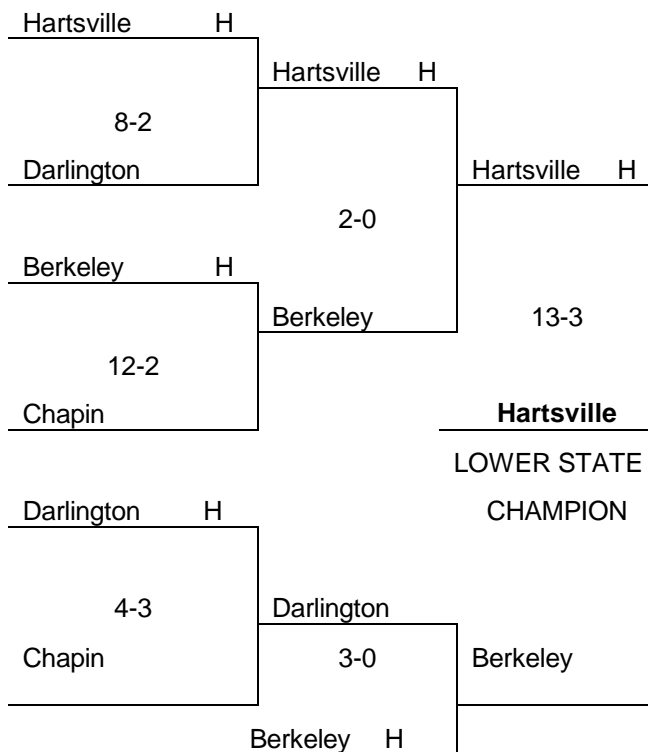 Hartsville H
Hartsville H
8-2
Darlington
Hartsville H
2-0
Berkeley H
Berkeley
13-3
12-2
Chapin
Hartsville
LOWER STATE
CHAMPION
Darlington H
4-3
Darlington
Chapin
3-0
Berkeley
Berkeley H